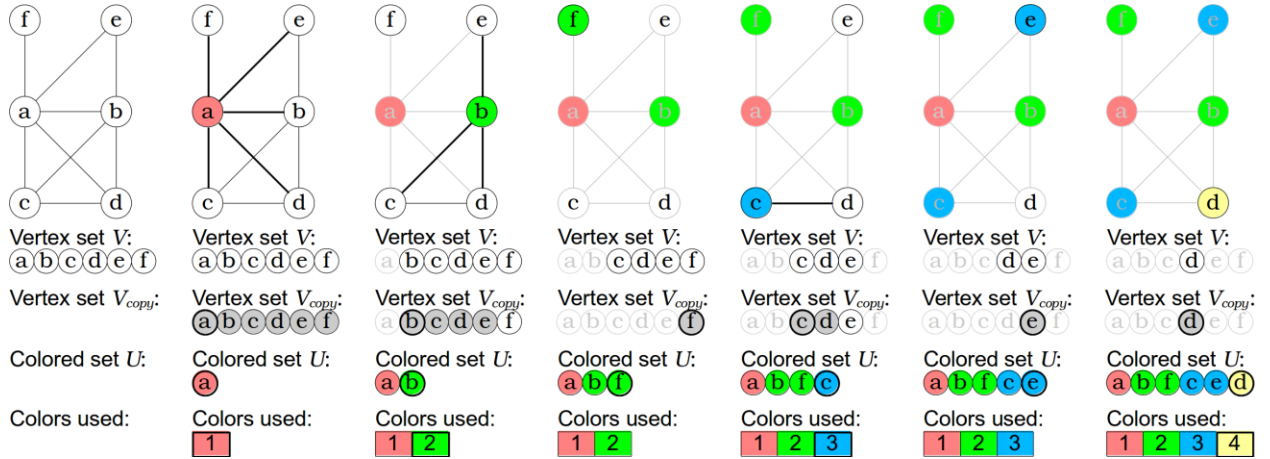 f e
a b
c d
Vertex set V:
a b c d e f
Vertex set Vcopy:
Colored set U:
Colors used:
f e
a b
c d
Vertex set V:
a b c d e f
Vertex set Vcopy:
a b c d e f
Colored set U:
a
Colors used:
1
f e
a b
c d
Vertex set V:
a b c d e f
Vertex set Vcopy:
a b c d e f
Colored set U:
a b
Colors used:
1 2
f e
a b
c d
Vertex set V:
a b c d e f
Vertex set Vcopy:
a b c d e f
Colored set U:
a b f
Colors used:
1 2
f e
a b
c d
Vertex set V:
a b c d e f
Vertex set Vcopy:
a b c d e f
Colored set U:
a b f c
Colors used:
1 2 3
f e
a b
c d
Vertex set V:
a b c d e f
Vertex set Vcopy:
a b c d e f
Colored set U:
a b f c e
Colors used:
1 2 3
f e
a b
c d
Vertex set V:
a b c d e f
Vertex set Vcopy:
a b c d e f
Colored set U:
a b f c e d
Colors used:
1 2 3 4